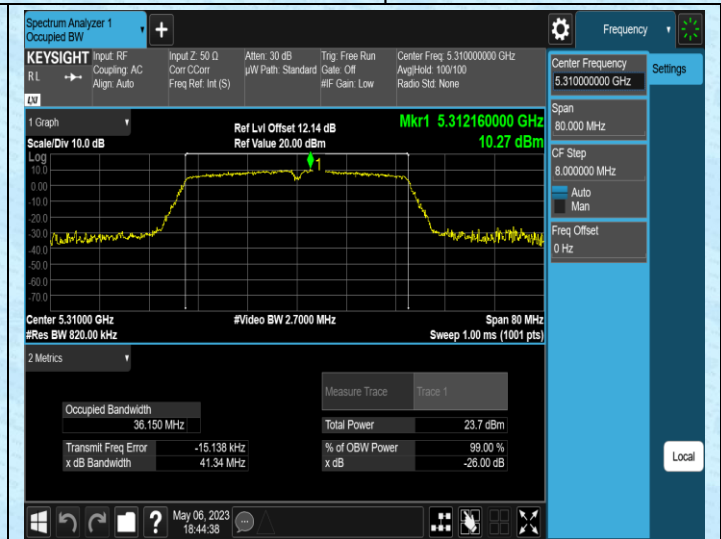 Spectrum Analyzer 1
Occupied BW
+
Frequency
KEYSIGHT
R L
LXI
Input: RF
Coupling: AC
Align: Auto
Input Z: 50 Ω
Corr CCorr
Freq Ref: Int (S)
Atten: 30 dB
µW Path: Standard
Trig: Free Run
Gate: Off
#IF Gain: Low
Center Freq: 5.310000000 GHz
Avg|Hold: 100/100
Radio Std: None
Center Frequency
5.310000000 GHz
Settings
Span
80.000 MHz
CF Step
8.000000 MHz
Auto
Man
Freq Offset
0 Hz
Local
1 Graph
Scale/Div 10.0 dB
Ref Lvl Offset 12.14 dB
Ref Value 20.00 dBm
Mkr1 5.312160000 GHz
10.27 dBm
Log
10.0
0.00
-10.0
-20.0
-30.0
-40.0
-50.0
-60.0
-70.0
1
Center 5.31000 GHz
#Res BW 820.00 kHz
#Video BW 2.7000 MHz
Span 80 MHz
Sweep 1.00 ms (1001 pts)
2 Metrics
Measure Trace Trace 1
Occupied Bandwidth
36.150 MHz
Total Power 23.7 dBm
Transmit Freq Error -15.138 kHz
% of OBW Power 99.00 %
x dB Bandwidth 41.34 MHz
x dB -26.00 dB
?
May 06, 2023
18:44:38